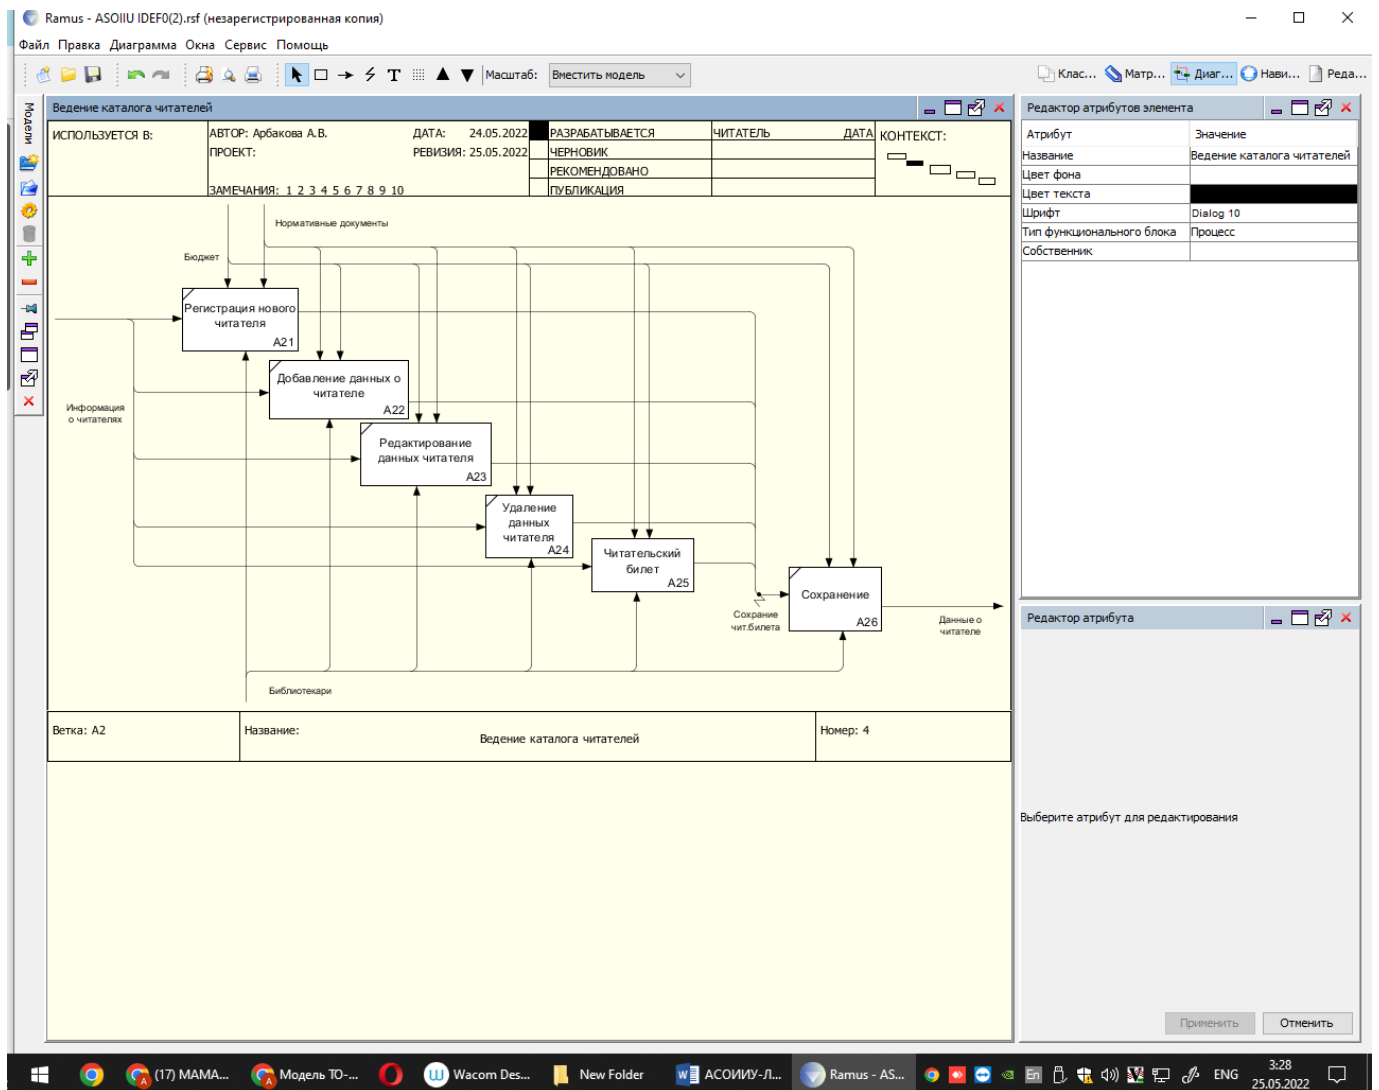 Ramus - ASOIIU IDEF0(2).rsf (незарегистрированная копия)
Файл Правка Диаграмма Окна Сервис Помощь
Масштаб: Вместить модель
Клас... Матр... Диаг... Нави... Реда...
Модели
Ведение каталога читателей
ИСПОЛЬЗУЕТСЯ В:
АВТОР: Арбакова А.В.
ДАТА: 24.05.2022
ПРОЕКТ:
РЕВИЗИЯ: 25.05.2022
ЗАМЕЧАНИЯ: 1 2 3 4 5 6 7 8 9 10
РАЗРАБАТЫВАЕТСЯ
ЧЕРНОВИК
РЕКОМЕНДОВАНО
ПУБЛИКАЦИЯ
ЧИТАТЕЛЬ
ДАТА
КОНТЕКСТ:
Нормативные документы
Бюджет
Регистрация нового
читателя
A21
Добавление данных о
читателе
A22
Информация
о читателях
Редактирование
данных читателя
A23
Удаление
данных
читателя
A24
Читательский
билет
A25
Сохранение
A26
Сохрание
чит.билета
Данные о
читателе
Библиотекари
Ветка: A2
Название:
Ведение каталога читателей
Номер: 4
Редактор атрибутов элемента
Атрибут Значение
Название Ведение каталога читателей
Цвет фона
Цвет текста
Шрифт Dialog 10
Тип функционального блока Процесс
Собственник
Редактор атрибута
Выберите атрибут для редактирования
Применить Отменить
(17) МАМА...
Модель TO-...
Wacom Des...
New Folder
АСОИИУ-Л...
Ramus - AS...
En
ENG
3:28
25.05.2022